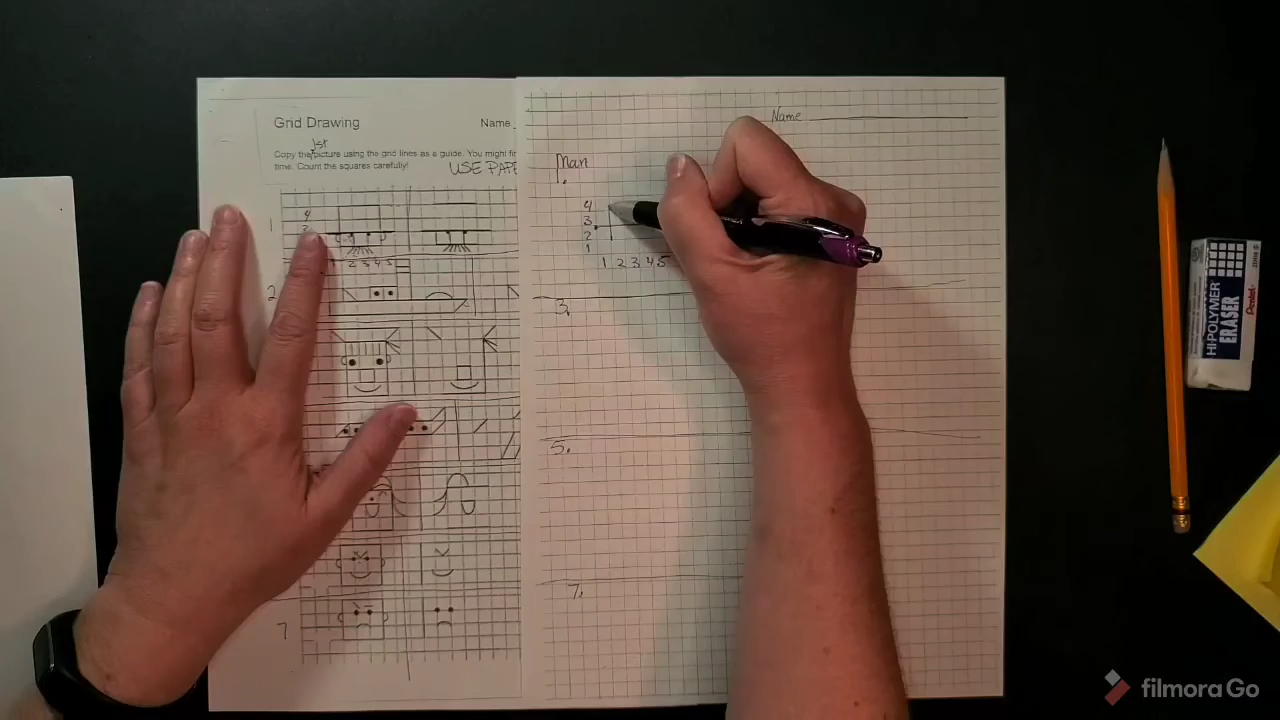 Grid Drawing
Name
1st
Copy the picture using the grid lines as a guide. You might
time. Count the squares carefully!
USE PAPE
1
4
2 3 4 5
2
7
Name
Man
4
3
2
1
1 2 3 4 5
3.
5.
7.
HI-POLYMER
ERASER
Pentel
filmora Go